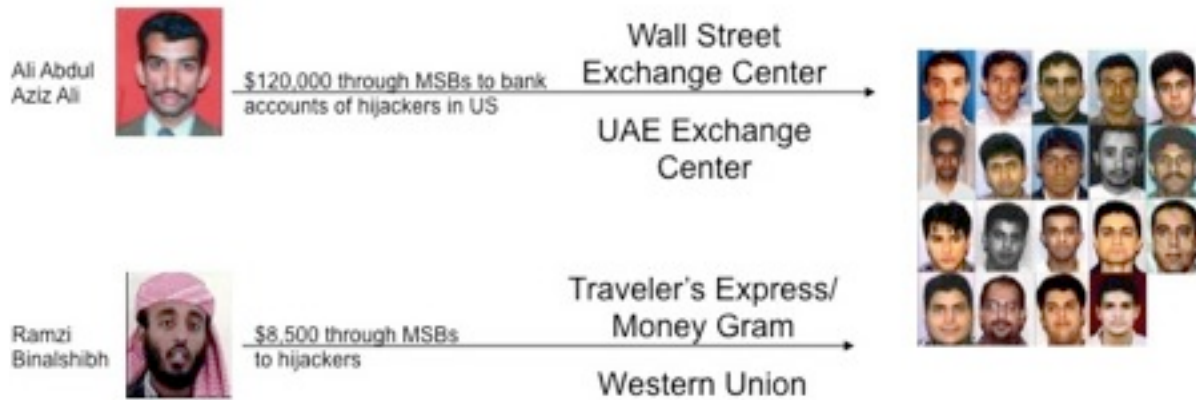 Ali Abdul
Aziz Ali
$120,000 through MSBs to bank
accounts of hijackers in US
Wall Street
Exchange Center
UAE Exchange
Center
Ramzi
Binalshibh
$8,500 through MSBs
to hijackers
Traveler's Express/
Money Gram
Western Union